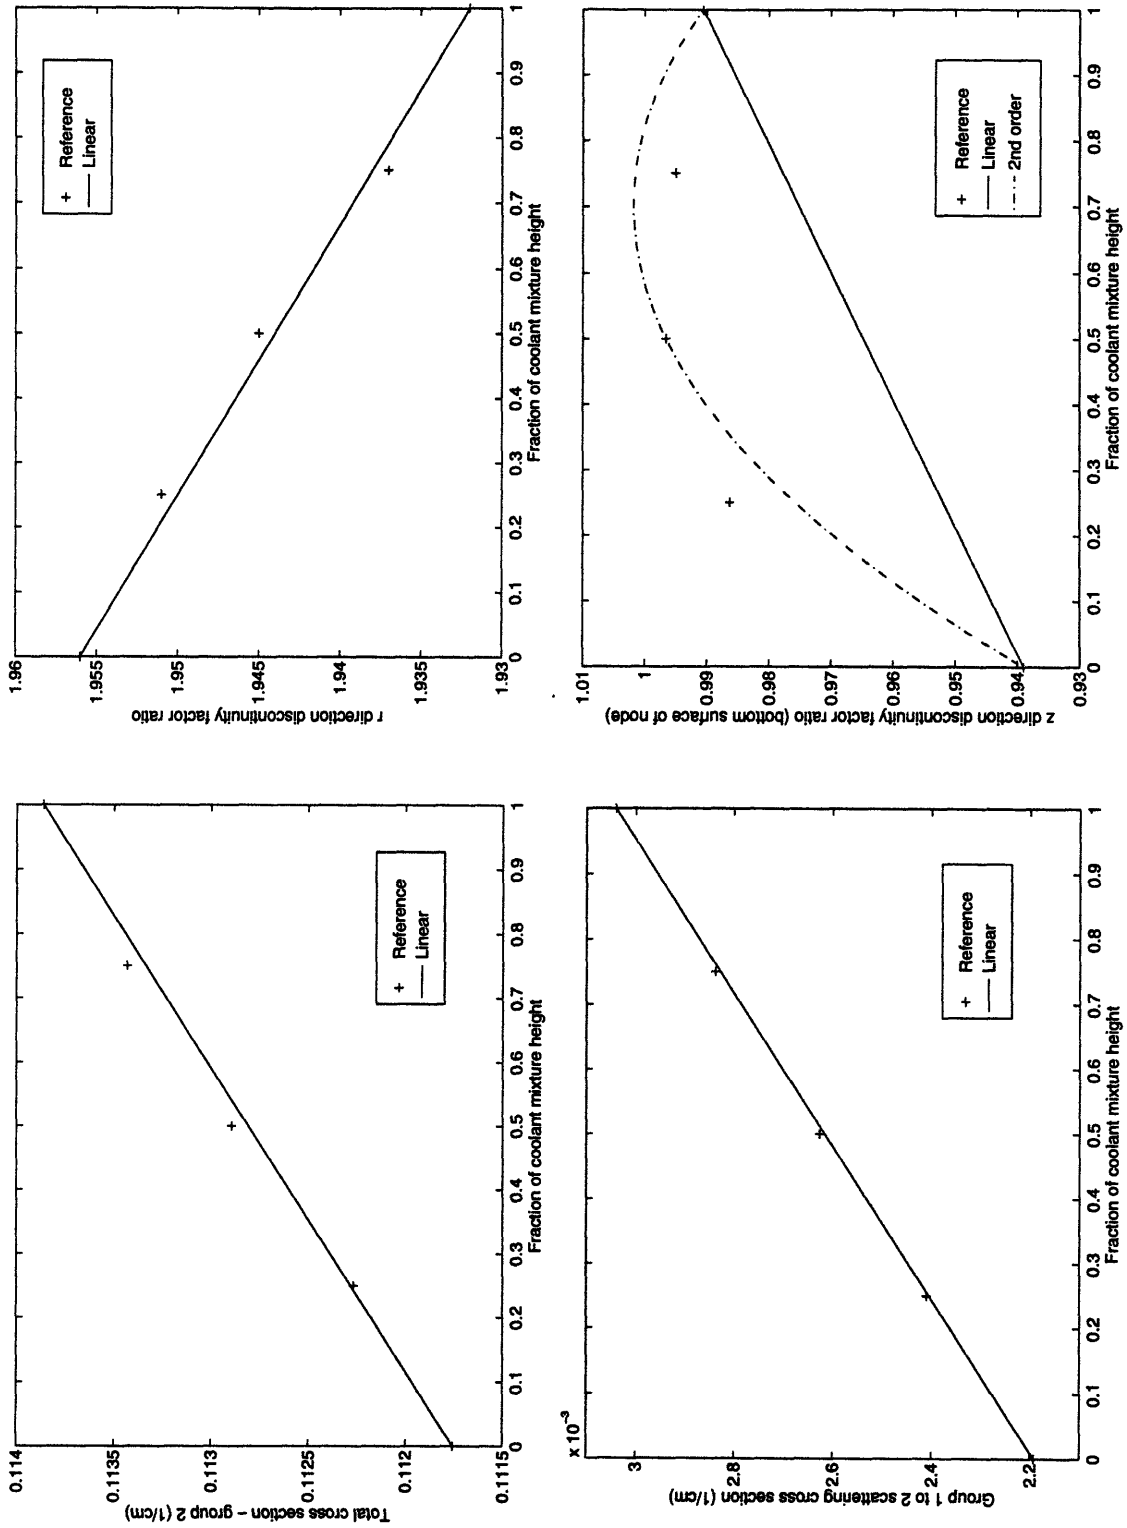 0.114
0.1135
0.113
0.1125
0.112
0.1115
Total cross section – group 2 (1/cm)
Reference
Linear
0 0.1 0.2 0.3 0.4 0.5 0.6 0.7 0.8 0.9 1
Fraction of coolant mixture height
1.96
1.955
1.95
1.945
1.94
1.935
1.93
r direction discontinuity factor ratio
Reference
Linear
0 0.1 0.2 0.3 0.4 0.5 0.6 0.7 0.8 0.9 1
Fraction of coolant mixture height
x 10⁻³
3
2.8
2.6
2.4
2.2
Group 1 to 2 scattering cross section (1/cm)
Reference
Linear
0 0.1 0.2 0.3 0.4 0.5 0.6 0.7 0.8 0.9 1
Fraction of coolant mixture height
1.01
1
0.99
0.98
0.97
0.96
0.95
0.94
0.93
z direction discontinuity factor ratio (bottom surface of node)
Reference
Linear
2nd order
0 0.1 0.2 0.3 0.4 0.5 0.6 0.7 0.8 0.9 1
Fraction of coolant mixture height